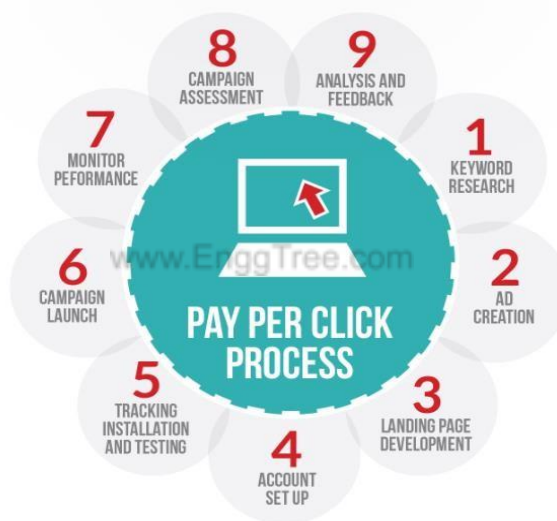 8
CAMPAIGN
ASSESSMENT
9
ANALYSIS AND
FEEDBACK
7
MONITOR
PEFORMANCE
1
KEYWORD
RESEARCH
www.EnggTree.com
6
CAMPAIGN
LAUNCH
2
AD
CREATION
PAY PER CLICK
PROCESS
5
TRACKING
INSTALLATION
AND TESTING
3
LANDING PAGE
DEVELOPMENT
4
ACCOUNT
SET UP